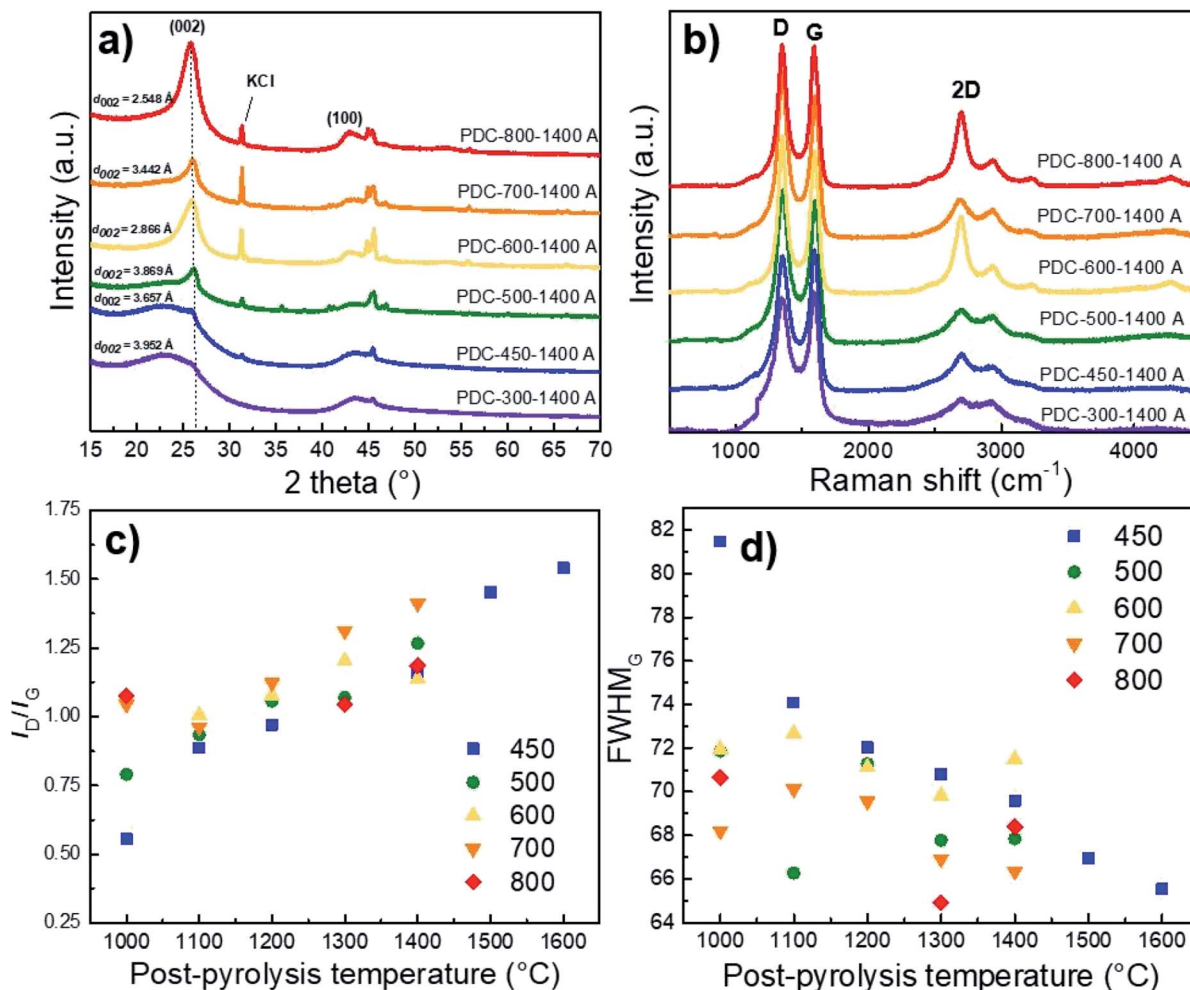 a)
(002)
KCl
(100)
d002 = 2.548 Å
PDC-800-1400 A
d002 = 3.442 Å
PDC-700-1400 A
d002 = 2.866 Å
PDC-600-1400 A
d002 = 3.869 Å
PDC-500-1400 A
d002 = 3.657 Å
PDC-450-1400 A
d002 = 3.952 Å
PDC-300-1400 A
Intensity (a.u.)
15 20 25 30 35 40 45 50 55 60 65 70
2 theta (°)
b)
D G
2D
PDC-800-1400 A
PDC-700-1400 A
PDC-600-1400 A
PDC-500-1400 A
PDC-450-1400 A
PDC-300-1400 A
Intensity (a.u.)
1000 2000 3000 4000
Raman shift (cm-1)
c)
1.75
1.50
1.25
1.00
0.75
0.50
0.25
ID/IG
450
500
600
700
800
1000 1100 1200 1300 1400 1500 1600
Post-pyrolysis temperature (°C)
d)
82
80
78
76
74
72
70
68
66
64
FWHMG
450
500
600
700
800
1000 1100 1200 1300 1400 1500 1600
Post-pyrolysis temperature (°C)